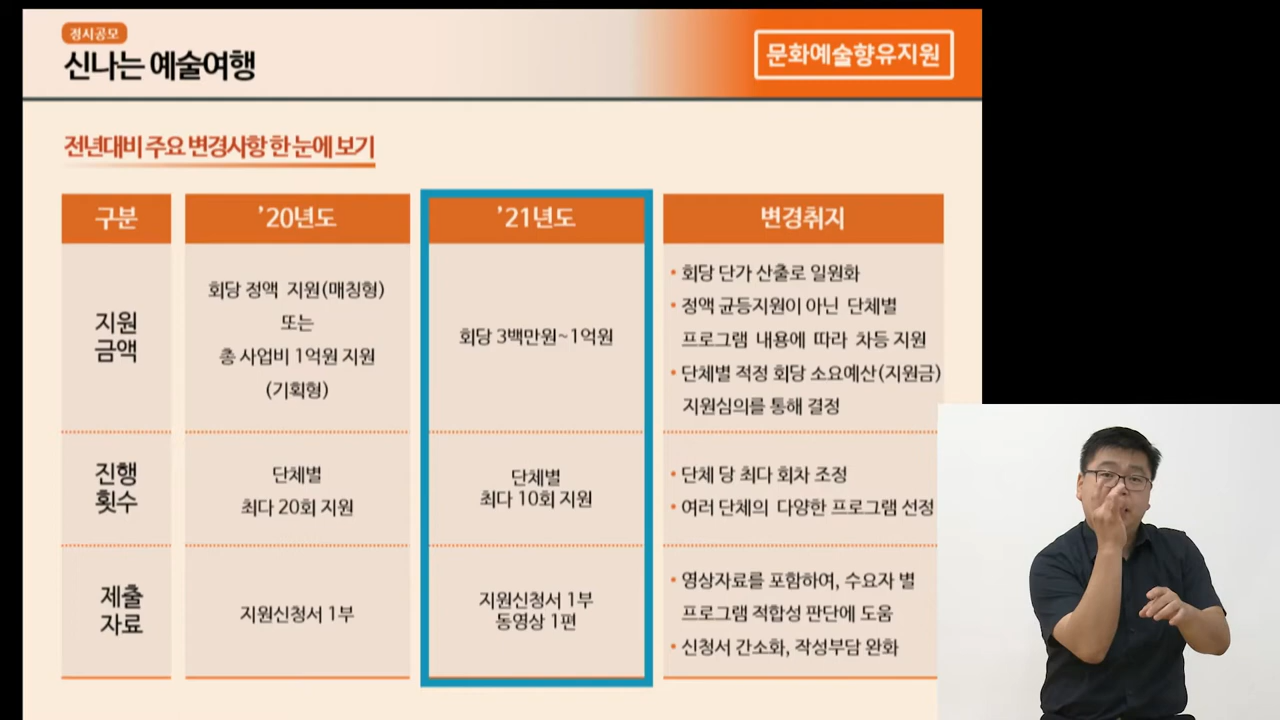 정시공모
신나는 예술여행
문화예술향유지원
전년대비 주요 변경사항 한 눈에 보기
구분
’20년도
’21년도
변경취지
지원
금액
회당 정액 지원(매칭형)
또는
총 사업비 1억원 지원
(기획형)
회당 3백만원~1억원
• 회당 단가 산출로 일원화
• 정액 균등지원이 아닌 단체별
프로그램 내용에 따라 차등 지원
• 단체별 적정 회당 소요예산(지원금)
지원심의를 통해 결정
진행
횟수
단체별
최다 20회 지원
단체별
최다 10회 지원
• 단체 당 최다 회차 조정
• 여러 단체의 다양한 프로그램 선정
제출
자료
지원신청서 1부
지원신청서 1부
동영상 1편
• 영상자료를 포함하여, 수요자 별
프로그램 적합성 판단에 도움
• 신청서 간소화, 작성부담 완화